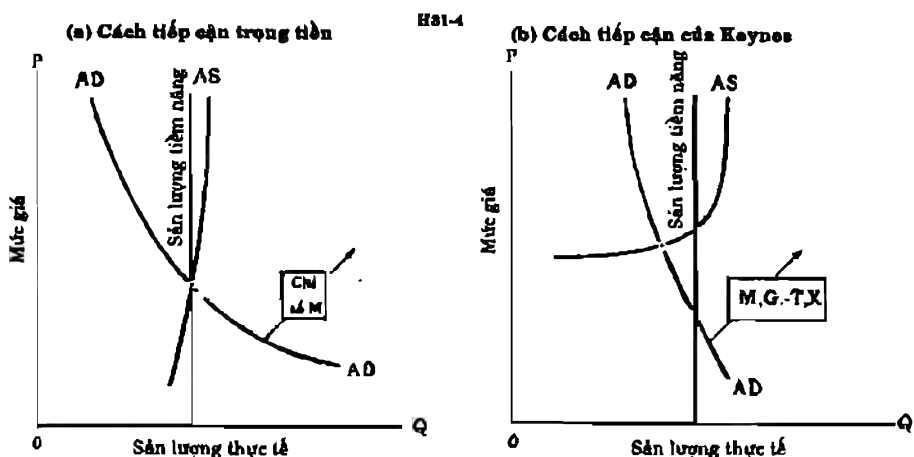 H31-4
(a) Cách tiếp cận trọng tiền
P
AD
AS
Sản lượng tiềm năng
Mức giá
Chỉ
số M
AD
0
Sản lượng thực tế
Q
(b) Cách tiếp cận của Keynes
P
AD
AS
Sản lượng tiềm năng
Mức giá
M,G.-T,X
AD
0
Sản lượng thực tế
Q